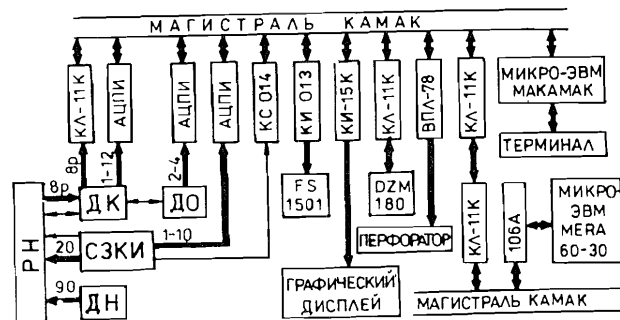 МАГИСТРАЛЬ КАМАК
КЛ-11К
АЦПИ
АЦПИ
АЦПИ
КС 014
КИ 013
КИ-15К
КЛ-11К
ВПЛ-78
КЛ-11К
МИКРО-ЭВМ
МАКАМАК
ТЕРМИНАЛ
8р
1-12
2-4
8р
ДК
ДО
FS
1501
DZM
180
ПЕРФОРАТОР
КЛ-11К
106А
МИКРО-
ЭВМ
MERA
60-30
РН
20
СЗКИ
1-10
90
ДН
ГРАФИЧЕСКИЙ
ДИСПЛЕЙ
МАГИСТРАЛЬ КАМАК